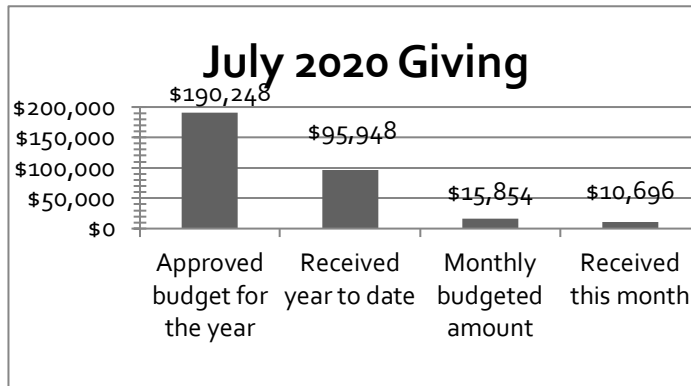 July 2020 Giving
$200,000
$150,000
$100,000
$50,000
$0
$190,248
$95,948
$15,854
$10,696
Approved
budget for
the year
Received
year to date
Monthly
budgeted
amount
Received
this month